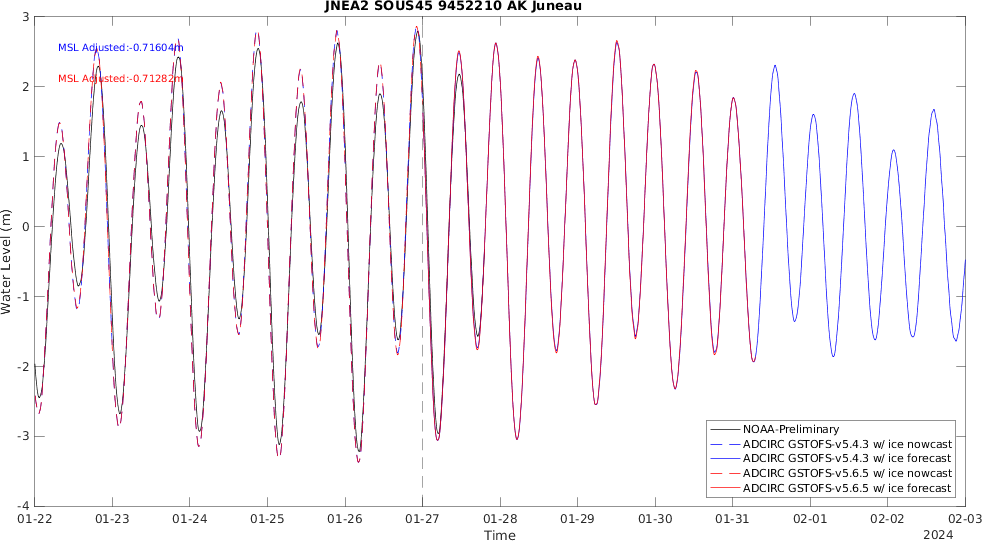 JNEA2 SOUS45 9452210 AK Juneau
MSL Adjusted:-0.71604m
MSL Adjusted:-0.71282m
Water Level (m)
3
2
1
0
-1
-2
-3
-4
NOAA-Preliminary
ADCIRC GSTOFS-v5.4.3 w/ ice nowcast
ADCIRC GSTOFS-v5.4.3 w/ ice forecast
ADCIRC GSTOFS-v5.6.5 w/ ice nowcast
ADCIRC GSTOFS-v5.6.5 w/ ice forecast
01-22 01-23 01-24 01-25 01-26 01-27 01-28 01-29 01-30 01-31 02-01 02-02 02-03
Time
2024